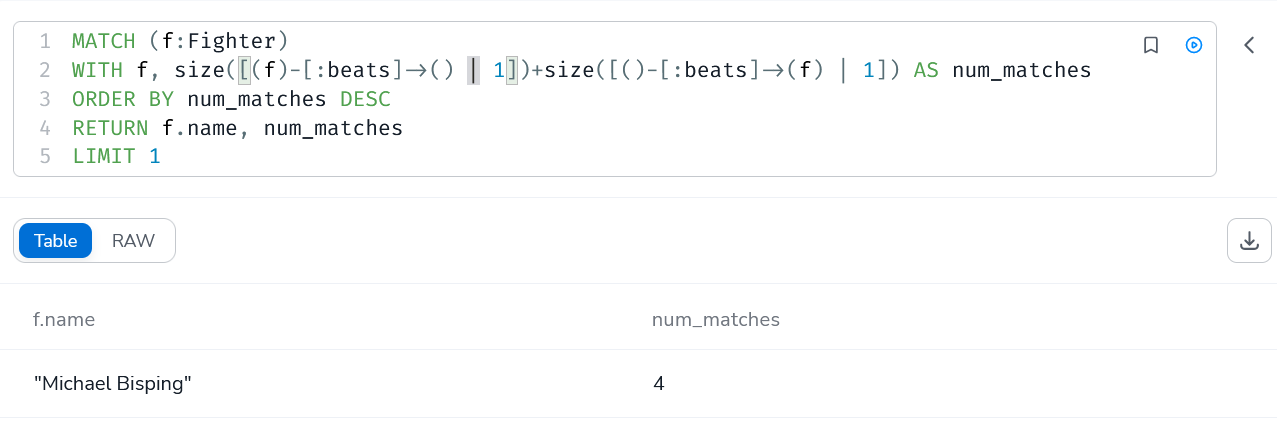 1 MATCH (f:Fighter)
2 WITH f, size([(f)-[:beats]->() | 1])+size([()-[:beats]->(f) | 1]) AS num_matches
3 ORDER BY num_matches DESC
4 RETURN f.name, num_matches
5 LIMIT 1
Table RAW
f.name num_matches
"Michael Bisping" 4